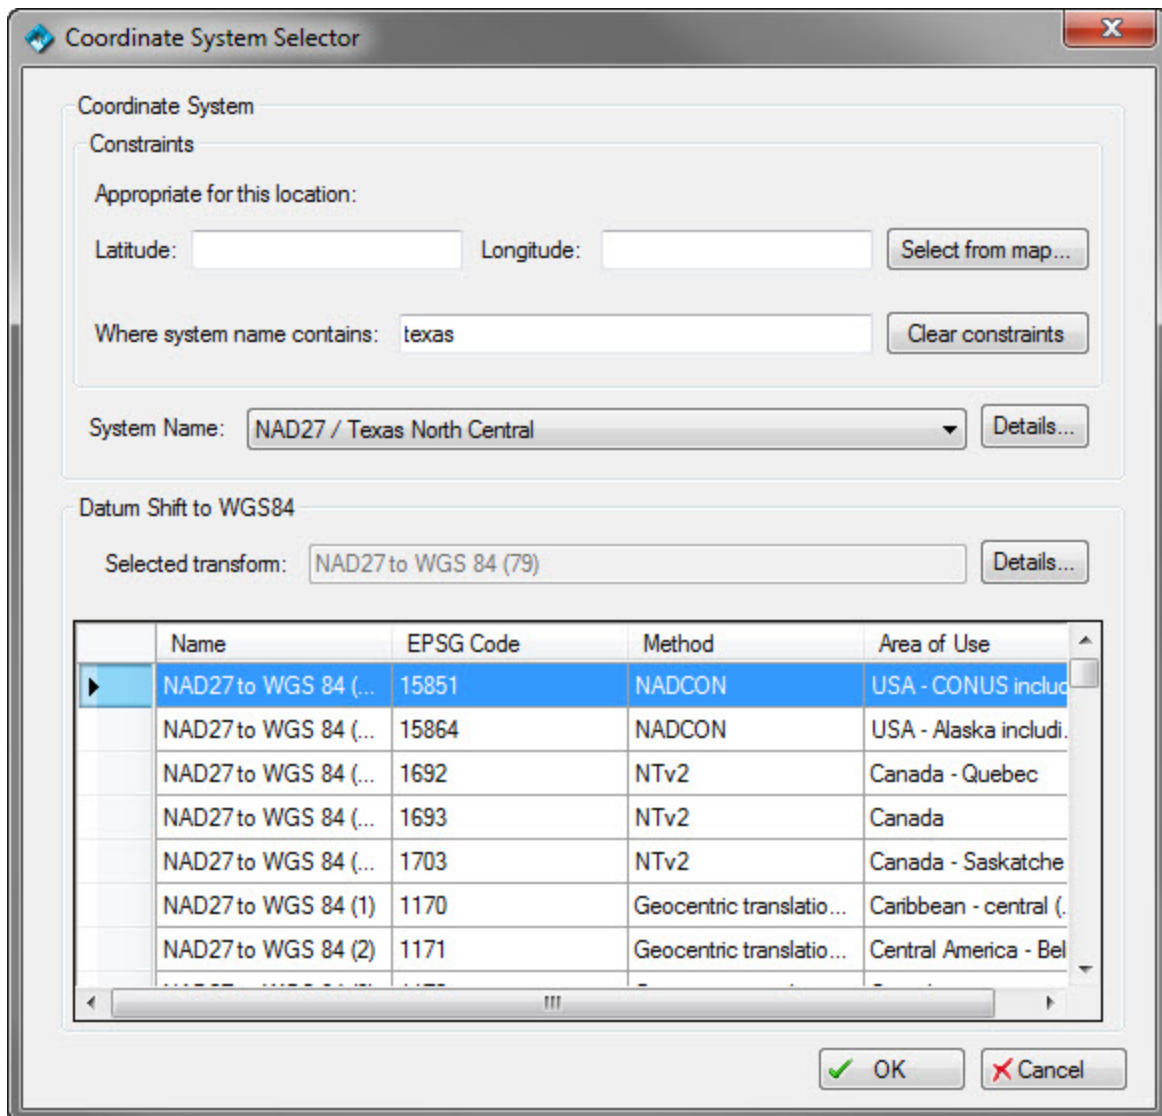 Coordinate System Selector
Coordinate System
Constraints
Appropriate for this location:
Latitude: Longitude: Select from map...
Where system name contains: texas Clear constraints
System Name: NAD27 / Texas North Central Details...
Datum Shift to WGS84
Selected transform: NAD27 to WGS 84 (79) Details...
Name EPSG Code Method Area of Use
NAD27 to WGS 84 (... 15851 NADCON USA - CONUS includ
NAD27 to WGS 84 (... 15864 NADCON USA - Alaska includi.
NAD27 to WGS 84 (... 1692 NTv2 Canada - Quebec
NAD27 to WGS 84 (... 1693 NTv2 Canada
NAD27 to WGS 84 (... 1703 NTv2 Canada - Saskatche
NAD27 to WGS 84 (1) 1170 Geocentric translatio... Caribbean - central (.
NAD27 to WGS 84 (2) 1171 Geocentric translatio... Central America - Bel
OK Cancel